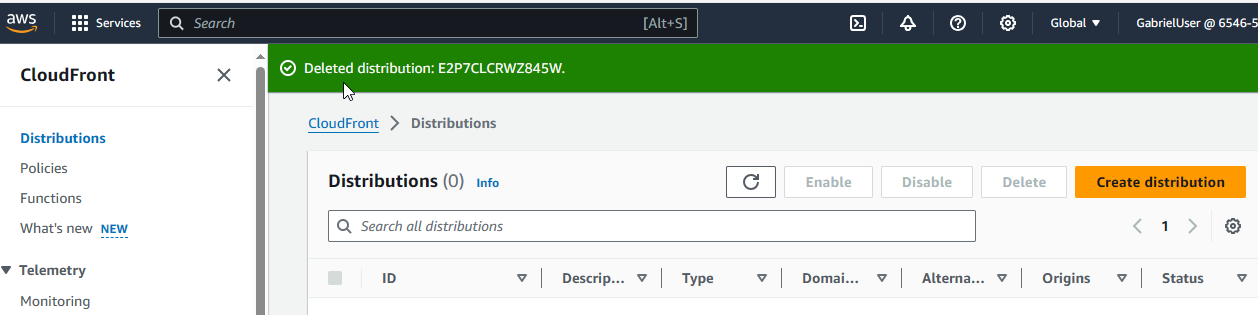 aws Services Search [Alt+S] Global GabrielUser @ 6546-5
CloudFront
Deleted distribution: E2P7CLCRWZ845W.
Distributions
Policies
Functions
What's new NEW
Telemetry
Monitoring
CloudFront Distributions
Distributions (0) Info Enable Disable Delete Create distribution
Search all distributions 1
ID Descrip... Type Domai... Alterna... Origins Status